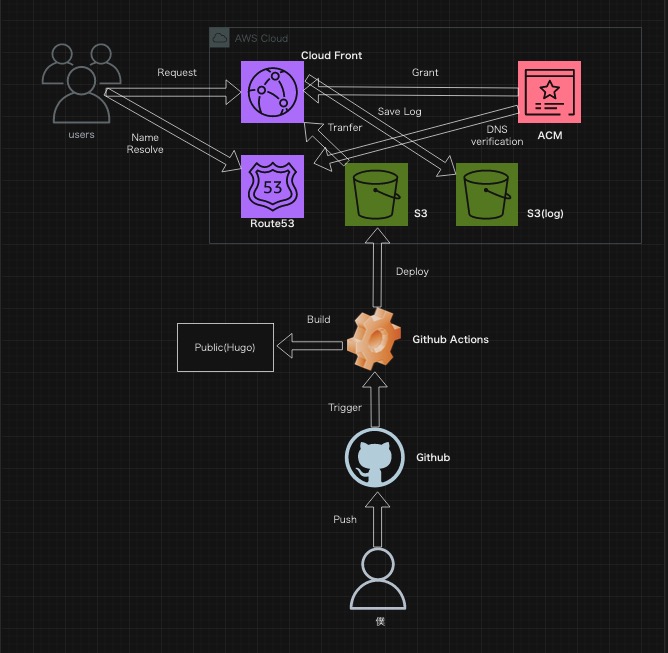 AWS Cloud
Cloud Front
Request
Grant
Save Log
Tranfer
DNS
verification
ACM
users
Name
Resolve
53
Route53
S3
S3(log)
Deploy
Build
Public(Hugo)
Github Actions
Trigger
Github
Push
僕